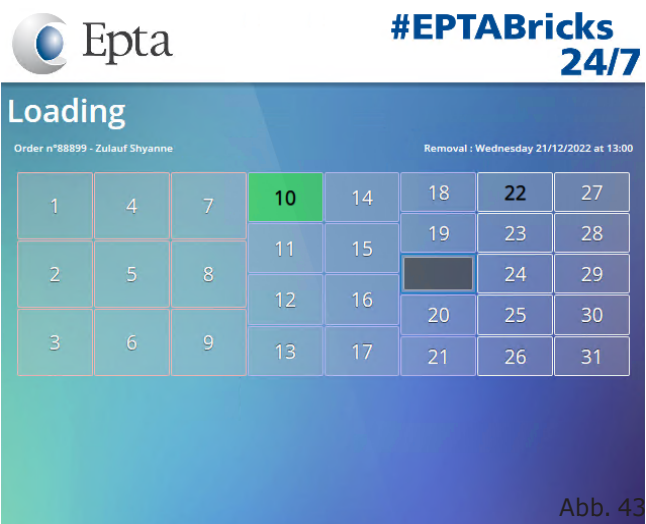 Epta
#EPTABricks
24/7
Loading
Order n°88899 - Zulauf Shyanne
Removal : Wednesday 21/12/2022 at 13:00
1 4 7 10 14 18 22 27
11 15 19 23 28
2 5 8 24 29
12 16 20 25 30
3 6 9 13 17 21 26 31
Abb. 43